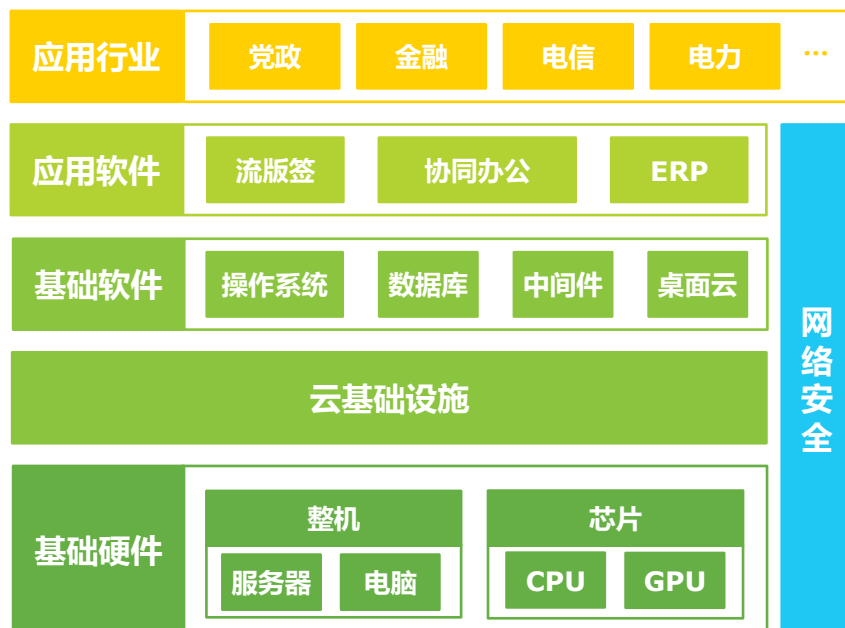 应用行业
党政
金融
电信
电力
...
应用软件
流版签
协同办公
ERP
基础软件
操作系统
数据库
中间件
桌面云
网络安全
云基础设施
基础硬件
整机
服务器
电脑
芯片
CPU
GPU